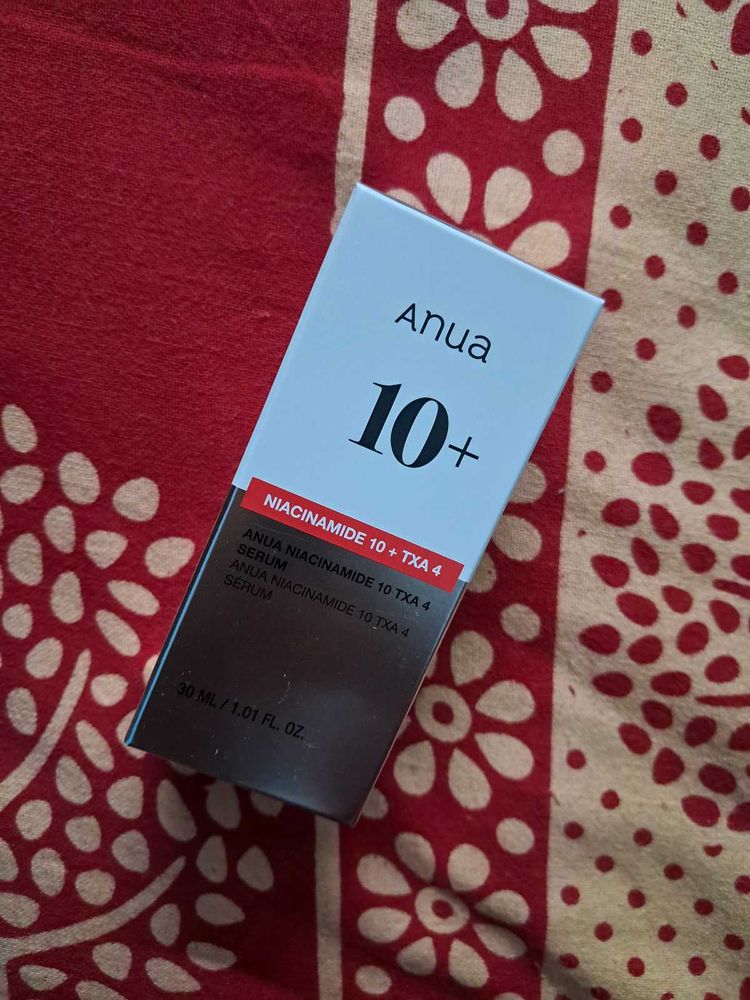 Anua
10+
NIACINAMIDE 10 + TXA 4
ANUA NIACINAMIDE 10 TXA 4
SERUM
ANUA NIACINAMIDE 10 TXA 4
SÉRUM
30 ML / 1.01 FL. OZ.